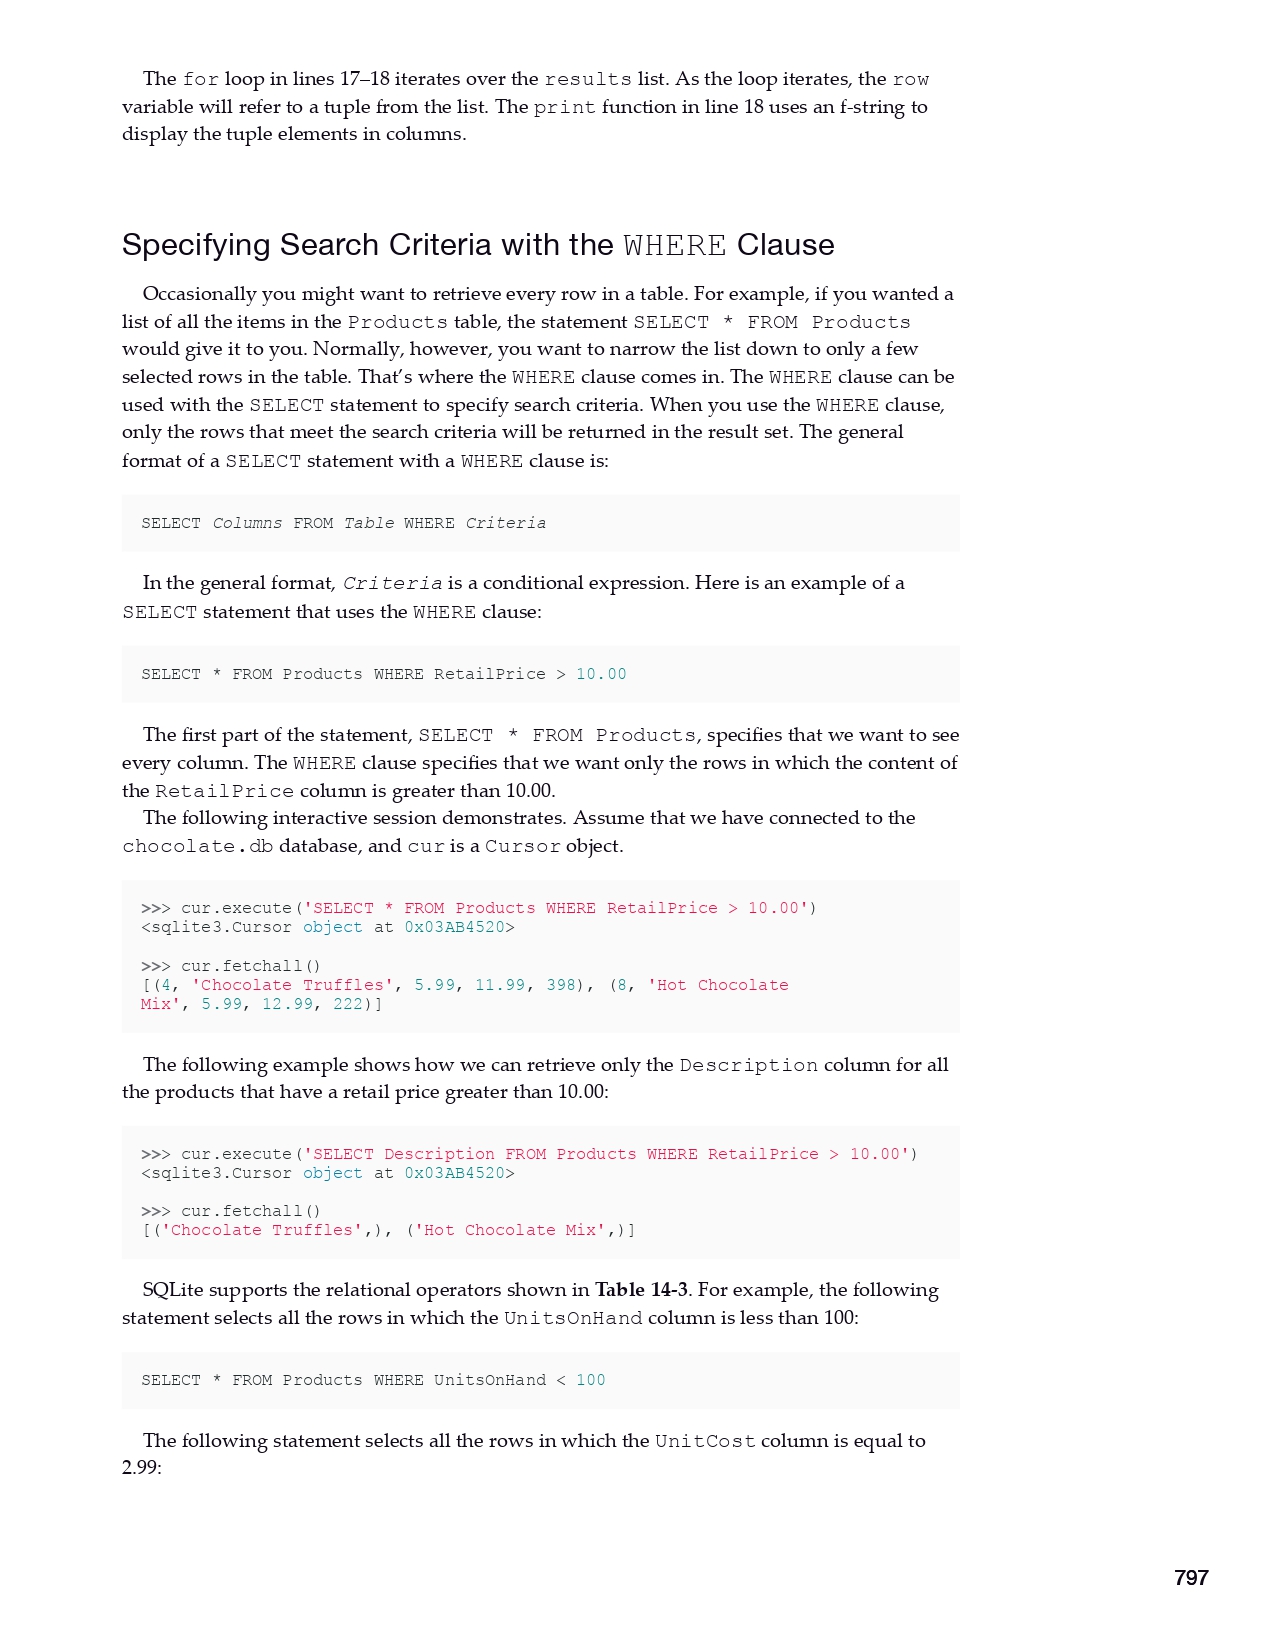 The for loop in lines 17–18 iterates over the results list. As the loop iterates, the row
variable will refer to a tuple from the list. The print function in line 18 uses an f-string to
display the tuple elements in columns.
Specifying Search Criteria with the WHERE Clause
Occasionally you might want to retrieve every row in a table. For example, if you wanted a
list of all the items in the Products table, the statement SELECT * FROM Products
would give it to you. Normally, however, you want to narrow the list down to only a few
selected rows in the table. That’s where the WHERE clause comes in. The WHERE clause can be
used with the SELECT statement to specify search criteria. When you use the WHERE clause,
only the rows that meet the search criteria will be returned in the result set. The general
format of a SELECT statement with a WHERE clause is:
SELECT Columns FROM Table WHERE Criteria
In the general format, Criteria is a conditional expression. Here is an example of a
SELECT statement that uses the WHERE clause:
SELECT * FROM Products WHERE RetailPrice > 10.00
The first part of the statement, SELECT * FROM Products, specifies that we want to see
every column. The WHERE clause specifies that we want only the rows in which the content of
the RetailPrice column is greater than 10.00.
The following interactive session demonstrates. Assume that we have connected to the
chocolate.db database, and cur is a Cursor object.
>>> cur.execute('SELECT * FROM Products WHERE RetailPrice > 10.00')
<sqlite3.Cursor object at 0x03AB4520>
>>> cur.fetchall()
[(4, 'Chocolate Truffles', 5.99, 11.99, 398), (8, 'Hot Chocolate
Mix', 5.99, 12.99, 222)]
The following example shows how we can retrieve only the Description column for all
the products that have a retail price greater than 10.00:
>>> cur.execute('SELECT Description FROM Products WHERE RetailPrice > 10.00')
<sqlite3.Cursor object at 0x03AB4520>
>>> cur.fetchall()
[('Chocolate Truffles',), ('Hot Chocolate Mix',)]
SQLite supports the relational operators shown in Table 14-3. For example, the following
statement selects all the rows in which the UnitsOnHand column is less than 100:
SELECT * FROM Products WHERE UnitsOnHand < 100
The following statement selects all the rows in which the UnitCost column is equal to
2.99:
797